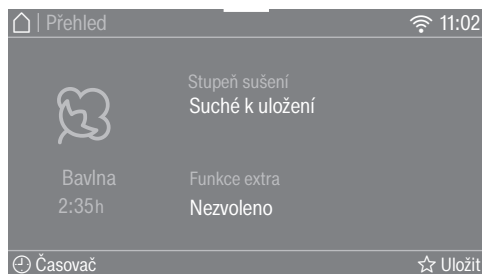 | Přehled 11:02
Stupeň sušení
Suché k uložení
Bavlna
Funkce extra
2:35h
Nezvoleno
Časovač Uložit